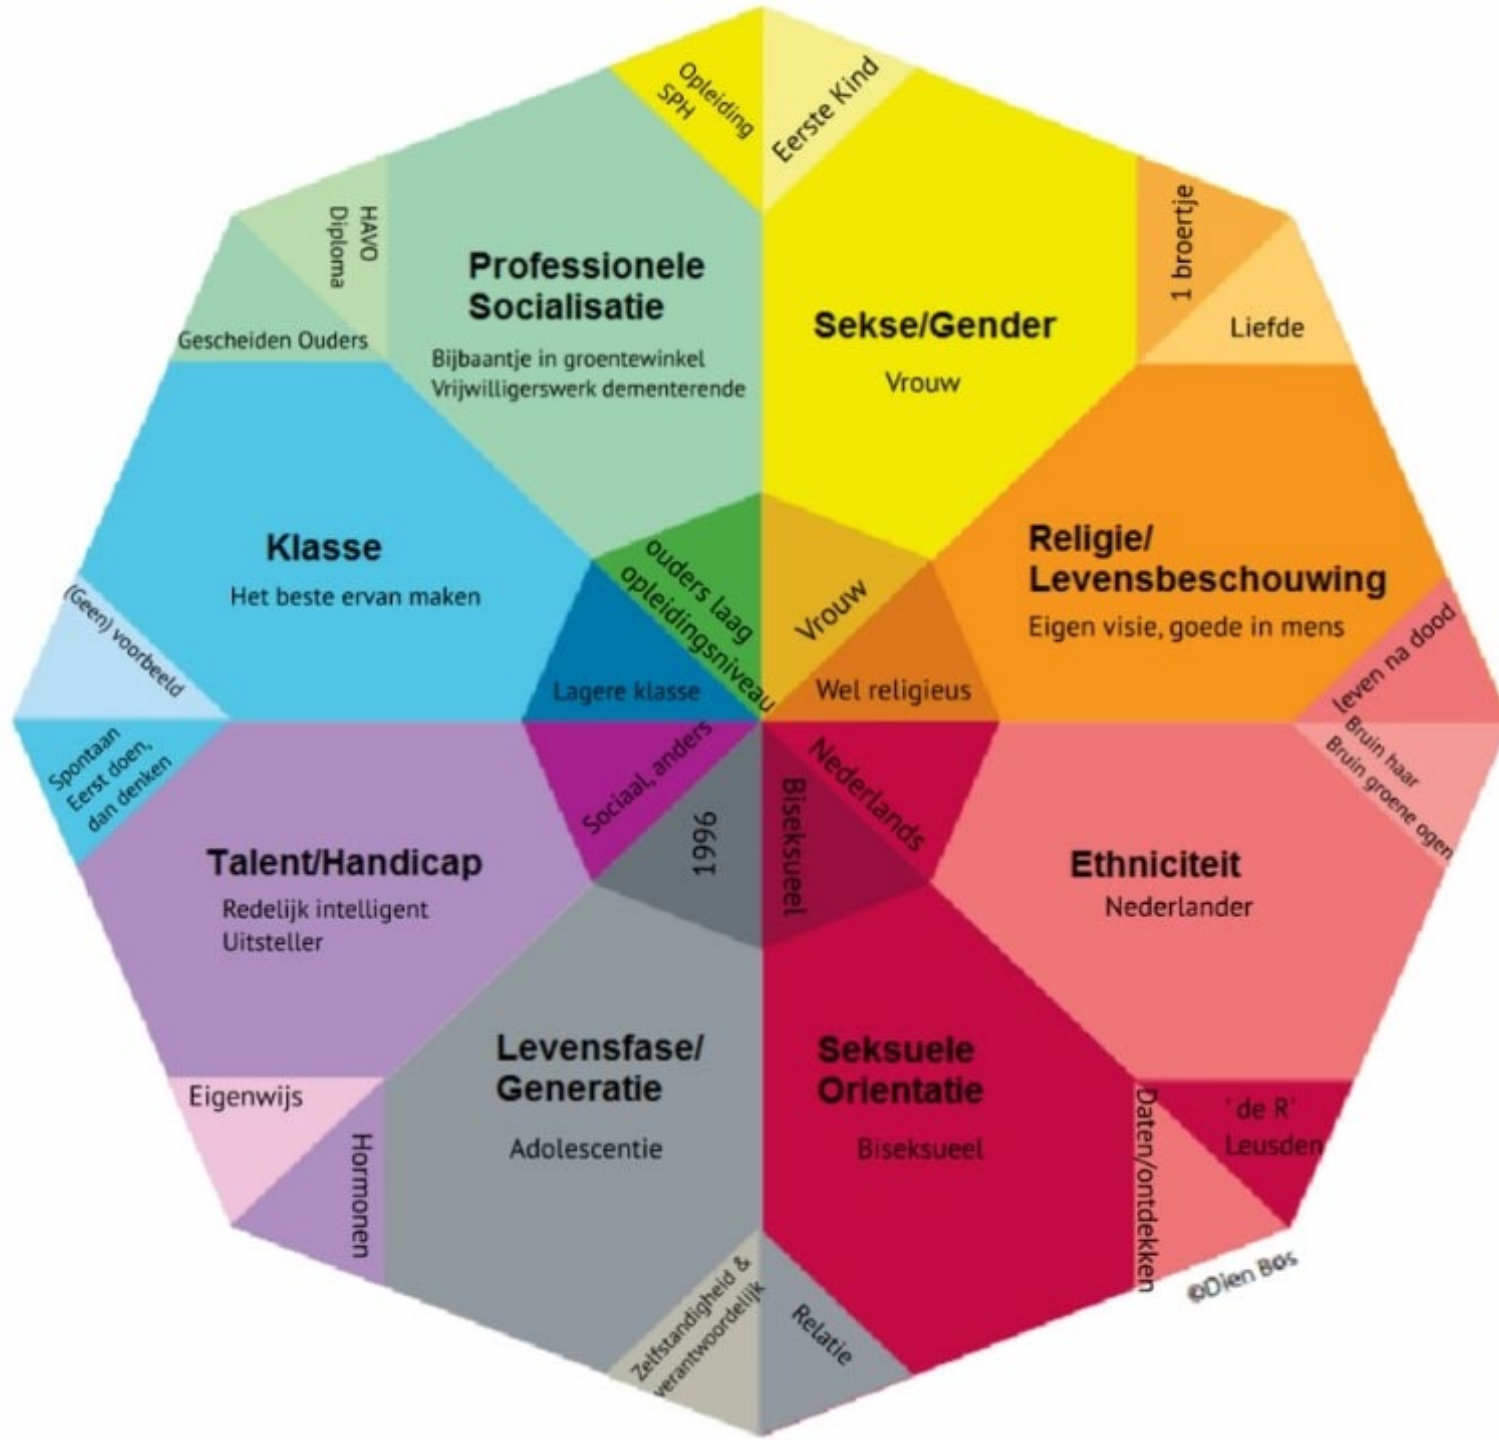 Opleiding
SPH
Eerste Kind
HAVO
Diploma
Gescheiden Ouders
Professionele
Socialisatie
Bijbaantje in groentewinkel
Vrijwilligerswerk dementerende
Sekse/Gender
Vrouw
1 broertje
Liefde
Klasse
Het beste ervan maken
(Geen) voorbeeld
ouders laag
opleidingsniveau
Vrouw
Lagere klasse
Wel religieus
Religie/
Levensbeschouwing
Eigen visie, goede in mens
leven na dood
Spontaan
Eerst doen,
dan denken
Sociaal, anders
1996
Biseksueel
Nederlands
Bruin haar
Bruin groene ogen
Talent/Handicap
Redelijk intelligent
Uitsteller
Ethniciteit
Nederlander
Eigenwijs
Hormonen
Levensfase/
Generatie
Adolescentie
Seksuele
Orientatie
Biseksueel
Daten/ontdekken
'de R'
Leusden
Zelfstandigheid &
verantwoordelijk
Relatie
©Dien Bos